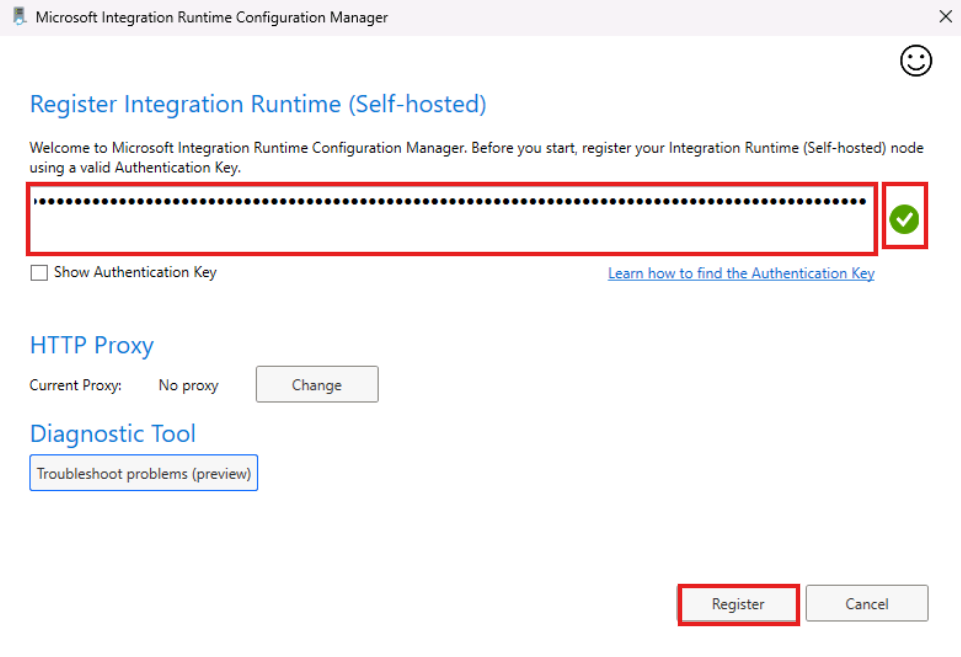 Microsoft Integration Runtime Configuration Manager
Register Integration Runtime (Self-hosted)
Welcome to Microsoft Integration Runtime Configuration Manager. Before you start, register your Integration Runtime (Self-hosted) node
using a valid Authentication Key.
Show Authentication Key
Learn how to find the Authentication Key
HTTP Proxy
Current Proxy: No proxy Change
Diagnostic Tool
Troubleshoot problems (preview)
Register Cancel